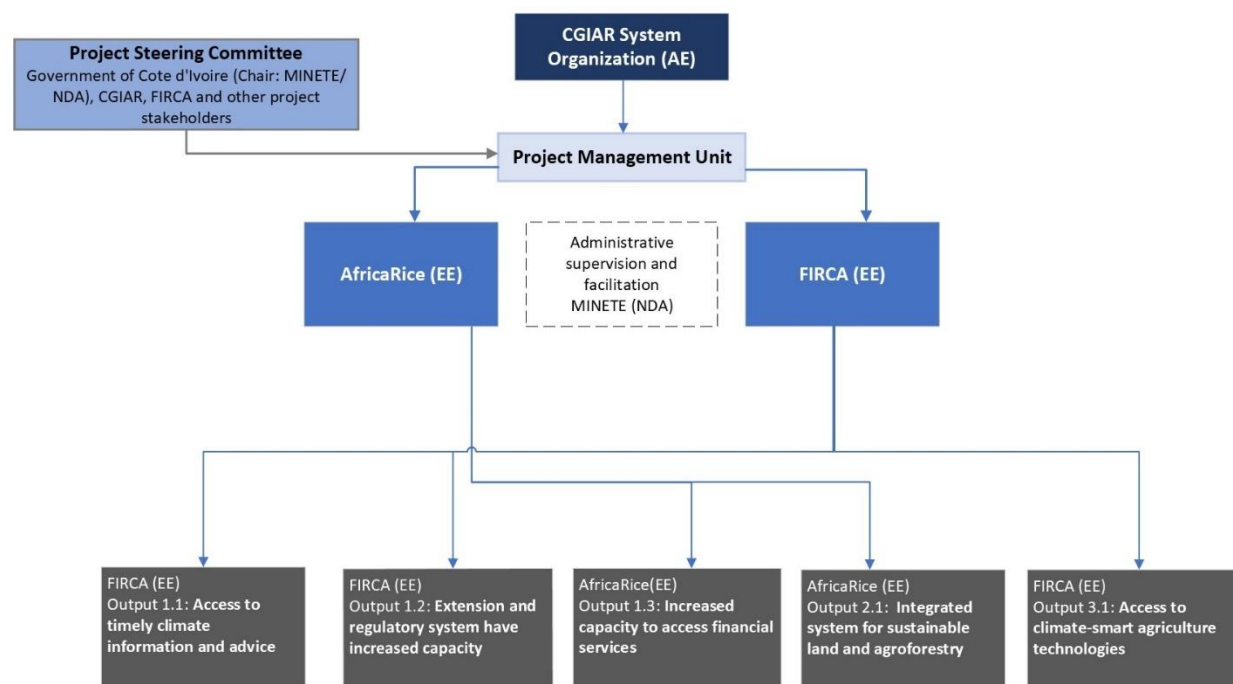 CGIAR System
Organization (AE)
Project Steering Committee
Government of Cote d'Ivoire (Chair: MINETE/
NDA), CGIAR, FIRCA and other project
stakeholders
Project Management Unit
AfricaRice (EE)
Administrative
supervision and
facilitation
MINETE (NDA)
FIRCA (EE)
FIRCA (EE)
Output 1.1: Access to
timely climate
information and advice
FIRCA (EE)
Output 1.2: Extension and
regulatory system have
increased capacity
AfricaRice(EE)
Output 1.3: Increased
capacity to access financial
services
AfricaRice (EE)
Output 2.1: Integrated
system for sustainable
land and agroforestry
FIRCA (EE)
Output 3.1: Access to
climate-smart agriculture
technologies